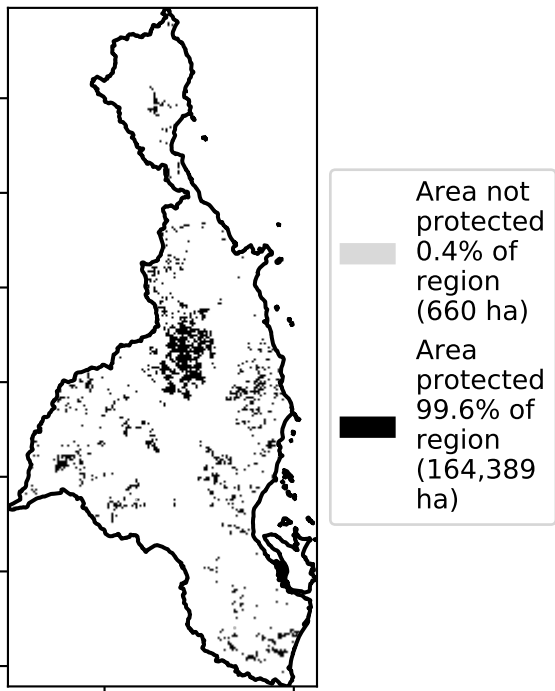 Area not
protected
0.4% of
region
(660 ha)
Area
protected
99.6% of
region
(164,389
ha)